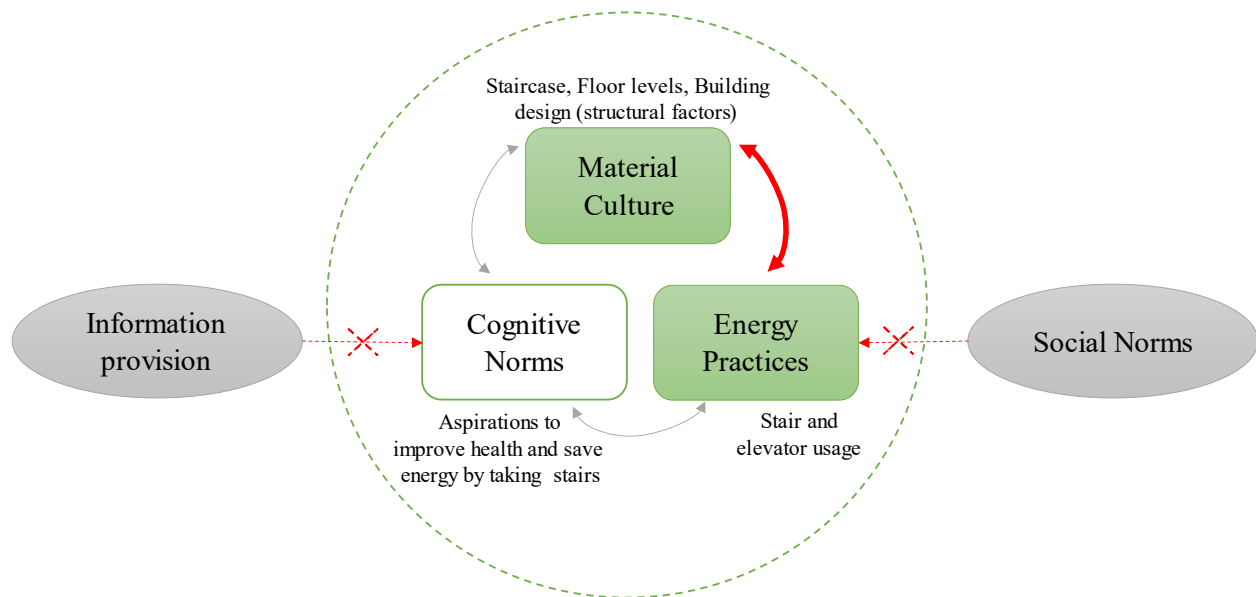 Staircase, Floor levels, Building
design (structural factors)
Material
Culture
Information
provision
Cognitive
Norms
Energy
Practices
Social Norms
Aspirations to
improve health and save
energy by taking stairs
Stair and
elevator usage